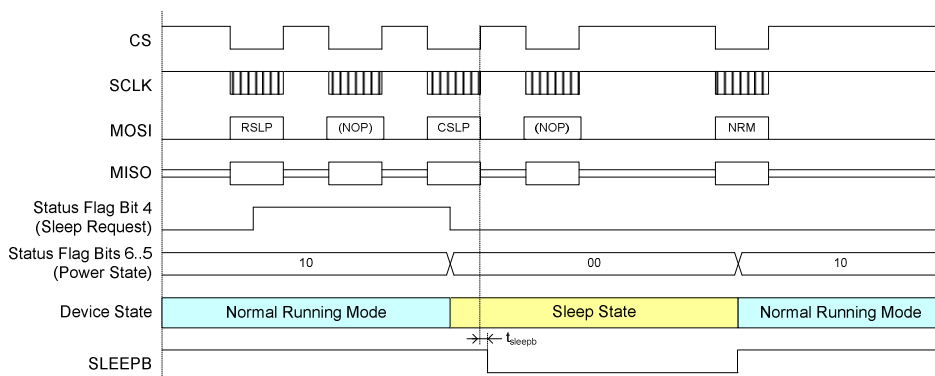 CS
SCLK
MOSI RSLP (NOP) CSLP (NOP) NRM
MISO
Status Flag Bit 4
(Sleep Request)
Status Flag Bits 6..5
(Power State) 10 00 10
Device State Normal Running Mode Sleep State Normal Running Mode
tsleepb
SLEEPB